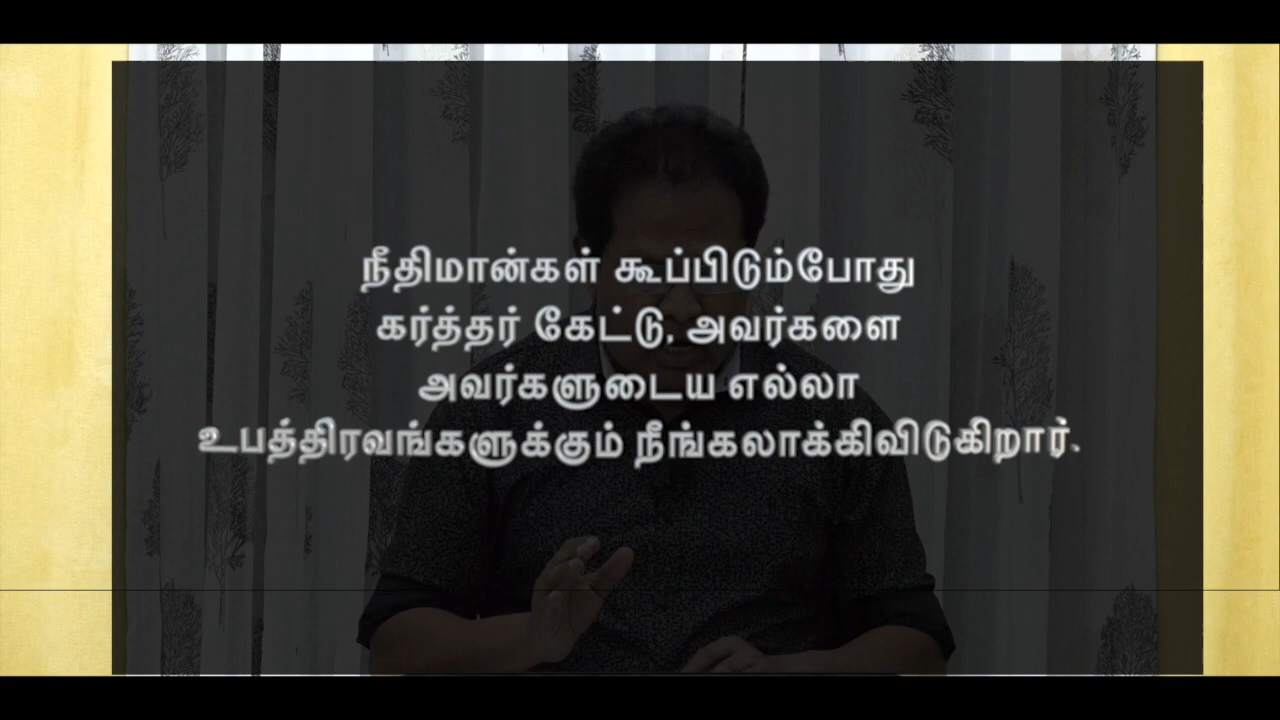 நீதிமான்கள் கூப்பிடும்போது
கர்த்தர் கேட்டு, அவர்களை
அவர்களுடைய எல்லா
உபத்திரவங்களுக்கும் நீங்கலாக்கிவிடுகிறார்.